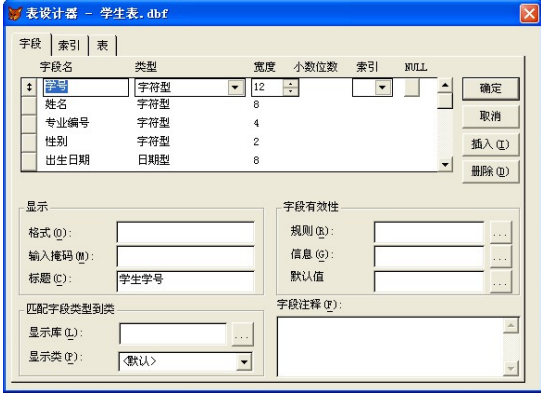 表设计器 - 学生表.dbf
字段 索引 表
字段名 类型 宽度 小数位数 索引 NULL
学号 字符型 12
姓名 字符型 8
专业编号 字符型 4
性别 字符型 2
出生日期 日期型 8
确定
取消
插入(I)
删除(D)
显示
格式(O):
输入掩码(M):
标题(C): 学生学号
字段有效性
规则(R): ...
信息(G): ...
默认值 ...
匹配字段类型到类
显示库(L): ...
显示类(P): <默认>
字段注释(F):